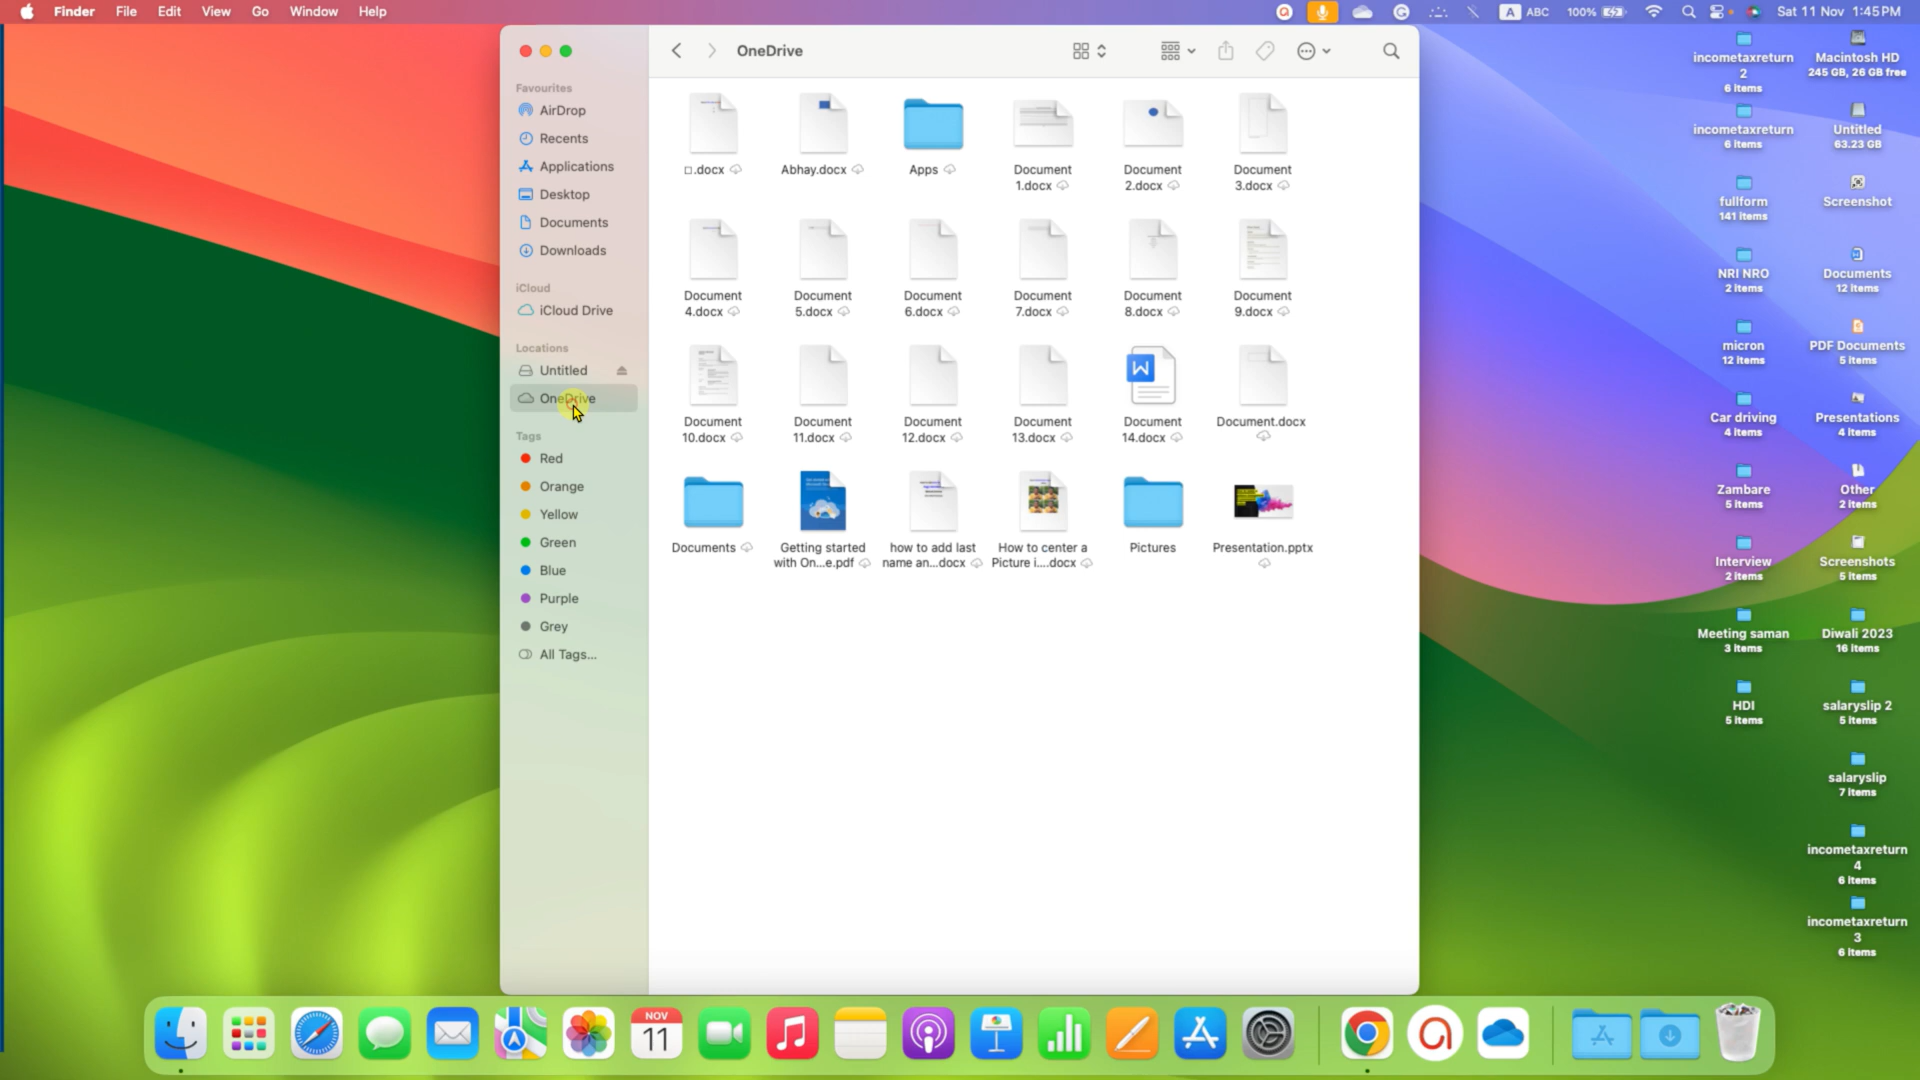 Finder File Edit View Go Window Help
A ABC 100% Sat 11 Nov 1:45 PM
OneDrive
Favourites
AirDrop
Recents
Applications
Desktop
Documents
Downloads
iCloud
iCloud Drive
Locations
Untitled
OneDrive
Tags
Red
Orange
Yellow
Green
Blue
Purple
Grey
All Tags...
□.docx
Abhay.docx
Apps
Document
1.docx
Document
2.docx
Document
3.docx
Document
4.docx
Document
5.docx
Document
6.docx
Document
7.docx
Document
8.docx
Document
9.docx
Document
10.docx
Document
11.docx
Document
12.docx
Document
13.docx
W
Document
14.docx
Document.docx
Documents
Getting started
with On...e.pdf
how to add last
name an...docx
How to center a
Picture i....docx
Pictures
Presentation.pptx
incometaxreturn
2
6 items
Macintosh HD
245 GB, 26 GB free
incometaxreturn
6 items
Untitled
63.23 GB
fullform
141 items
Screenshot
NRI NRO
2 items
Documents
12 items
micron
12 items
PDF Documents
5 items
Car driving
4 items
Presentations
4 items
Zambare
5 items
Other
2 items
Interview
2 items
Screenshots
5 items
Meeting saman
3 items
Diwali 2023
16 items
HDI
5 items
salaryslip 2
5 items
salaryslip
7 items
incometaxreturn
4
6 items
incometaxreturn
3
6 items
NOV
11